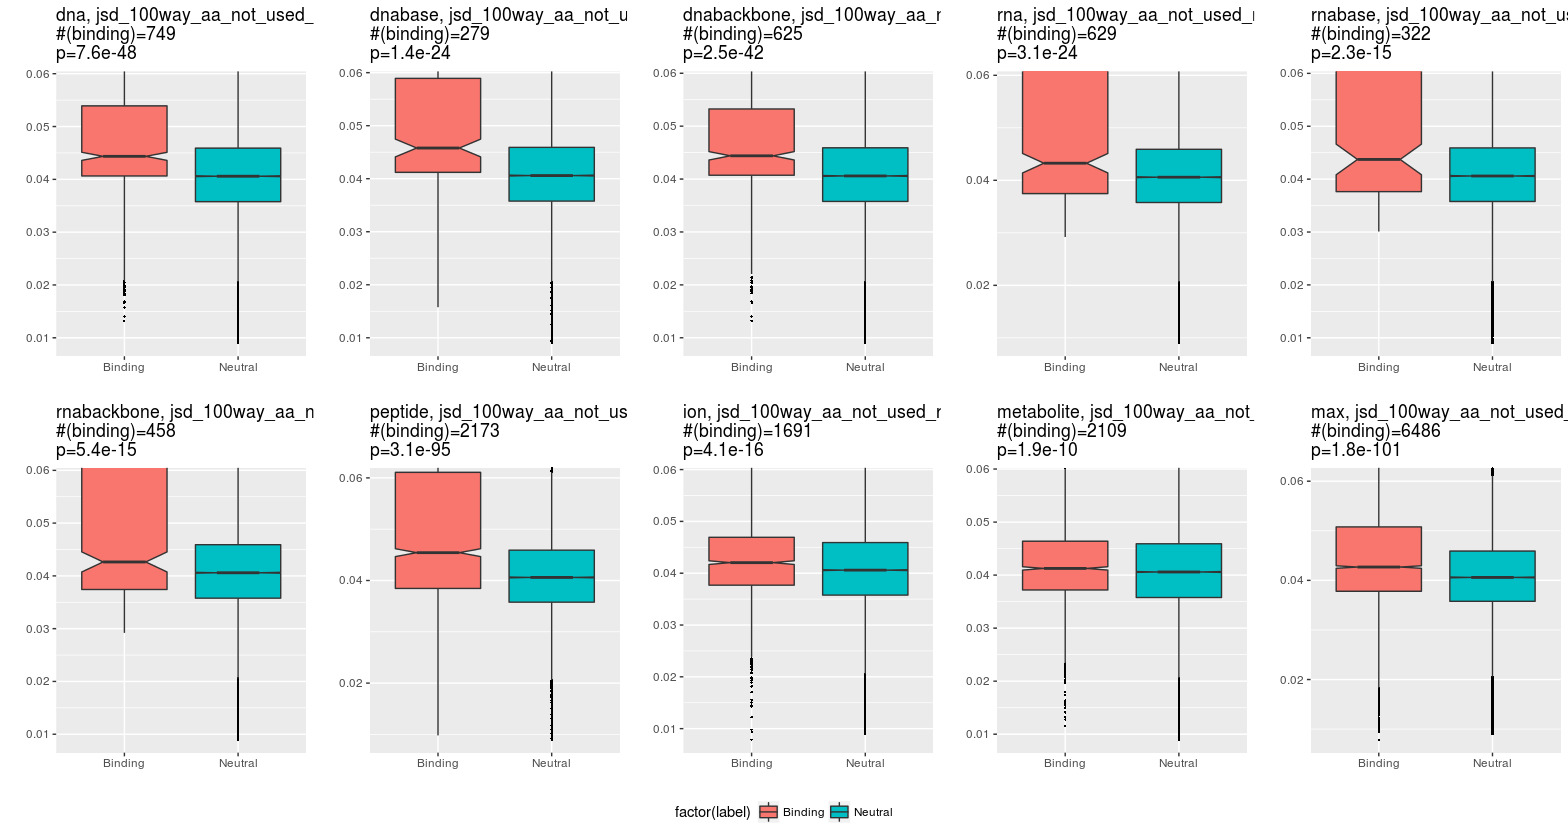 dna, jsd_100way_aa_not_used_
#(binding)=749
p=7.6e-48
0.06
0.05
0.04
0.03
0.02
0.01
Binding
Neutral
dnabase, jsd_100way_aa_not_u
#(binding)=279
p=1.4e-24
0.06
0.05
0.04
0.03
0.02
0.01
Binding
Neutral
dnabackbone, jsd_100way_aa_r
#(binding)=625
p=2.5e-42
0.06
0.05
0.04
0.03
0.02
0.01
Binding
Neutral
rna, jsd_100way_aa_not_used_
#(binding)=629
p=3.1e-24
0.06
0.04
0.02
Binding
Neutral
rnabase, jsd_100way_aa_not_us
#(binding)=322
p=2.3e-15
0.06
0.05
0.04
0.03
0.02
0.01
Binding
Neutral
rnabackbone, jsd_100way_aa_n
#(binding)=458
p=5.4e-15
0.06
0.05
0.04
0.03
0.02
0.01
Binding
Neutral
peptide, jsd_100way_aa_not_us
#(binding)=2173
p=3.1e-95
0.06
0.04
0.02
Binding
Neutral
ion, jsd_100way_aa_not_used_r
#(binding)=1691
p=4.1e-16
0.06
0.05
0.04
0.03
0.02
0.01
Binding
Neutral
metabolite, jsd_100way_aa_not_
#(binding)=2109
p=1.9e-10
0.06
0.05
0.04
0.03
0.02
0.01
Binding
Neutral
max, jsd_100way_aa_not_used_
#(binding)=6486
p=1.8e-101
0.06
0.04
0.02
Binding
Neutral
factor(label) Binding Neutral